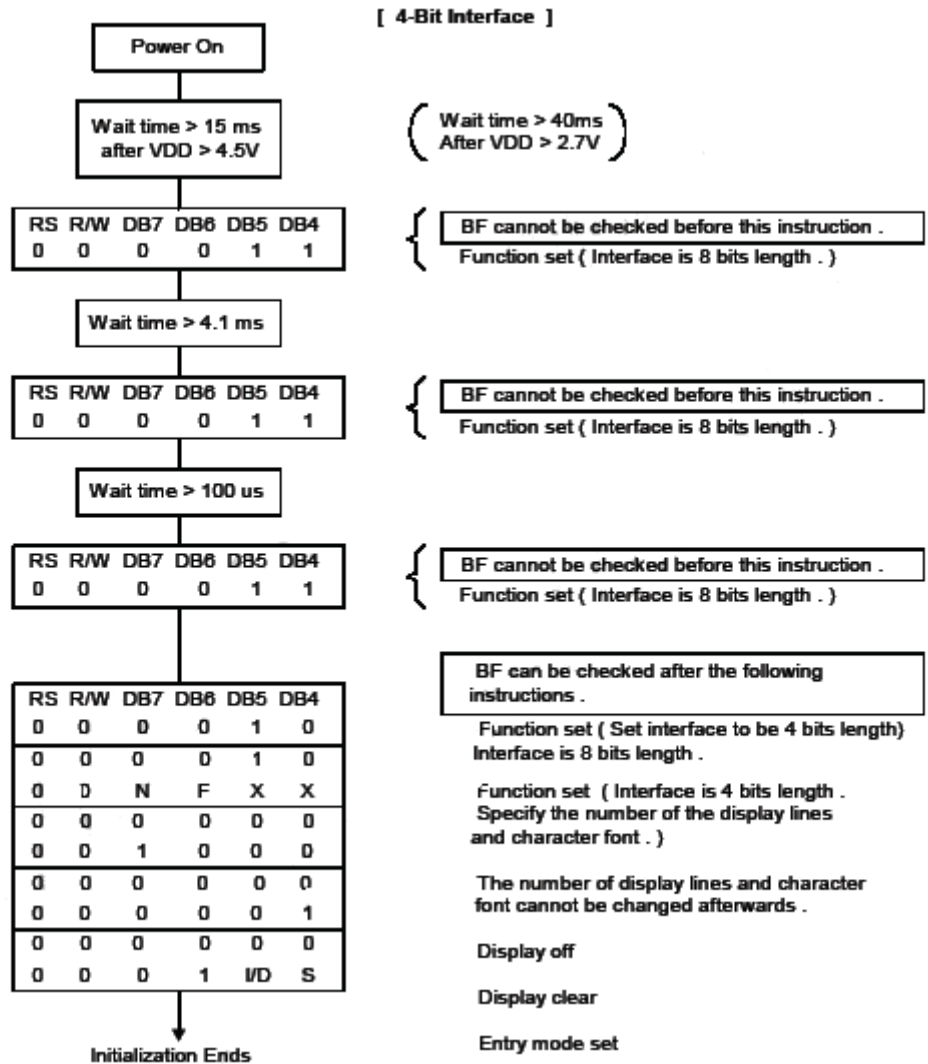 [ 4-Bit Interface ]
Power On
Wait time > 15 ms
after VDD > 4.5V
Wait time > 40ms
After VDD > 2.7V
RS R/W DB7 DB6 DB5 DB4
0 0 0 0 1 1
BF cannot be checked before this instruction .
Function set ( Interface is 8 bits length . )
Wait time > 4.1 ms
RS R/W DB7 DB6 DB5 DB4
0 0 0 0 1 1
BF cannot be checked before this instruction .
Function set ( Interface is 8 bits length . )
Wait time > 100 us
RS R/W DB7 DB6 DB5 DB4
0 0 0 0 1 1
BF cannot be checked before this instruction .
Function set ( Interface is 8 bits length . )
RS R/W DB7 DB6 DB5 DB4
0 0 0 0 1 0
0 0 0 0 1 0
0 0 N F X X
0 0 0 0 0 0
0 0 1 0 0 0
0 0 0 0 0 0
0 0 0 0 0 1
0 0 0 0 0 0
0 0 0 1 I/D S
BF can be checked after the following
instructions .
Function set ( Set interface to be 4 bits length)
Interface is 8 bits length .
Function set ( Interface is 4 bits length .
Specify the number of the display lines
and character font . )
The number of display lines and character
font cannot be changed afterwards .
Display off
Display clear
Entry mode set
Initialization Ends